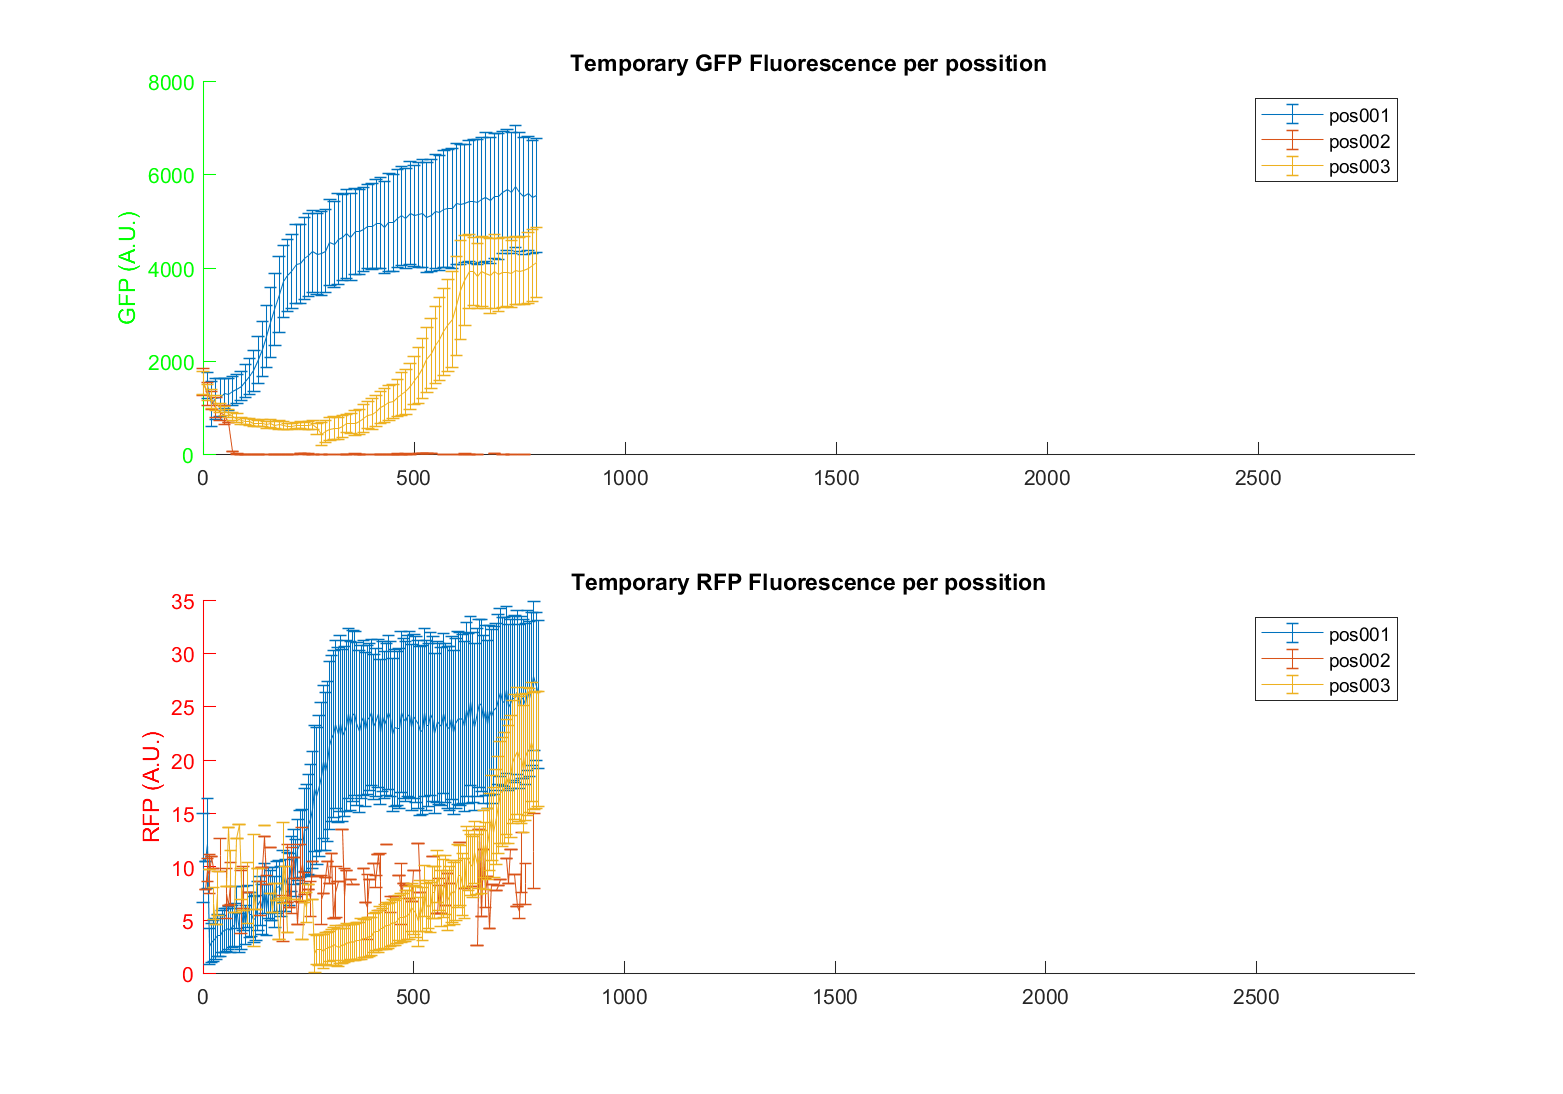 Temporary GFP Fluorescence per possition
8000
6000
4000
2000
0
GFP (A.U.)
pos001
pos002
pos003
0 500 1000 1500 2000 2500
Temporary RFP Fluorescence per possition
35
30
25
20
15
10
5
0
RFP (A.U.)
pos001
pos002
pos003
0 500 1000 1500 2000 2500